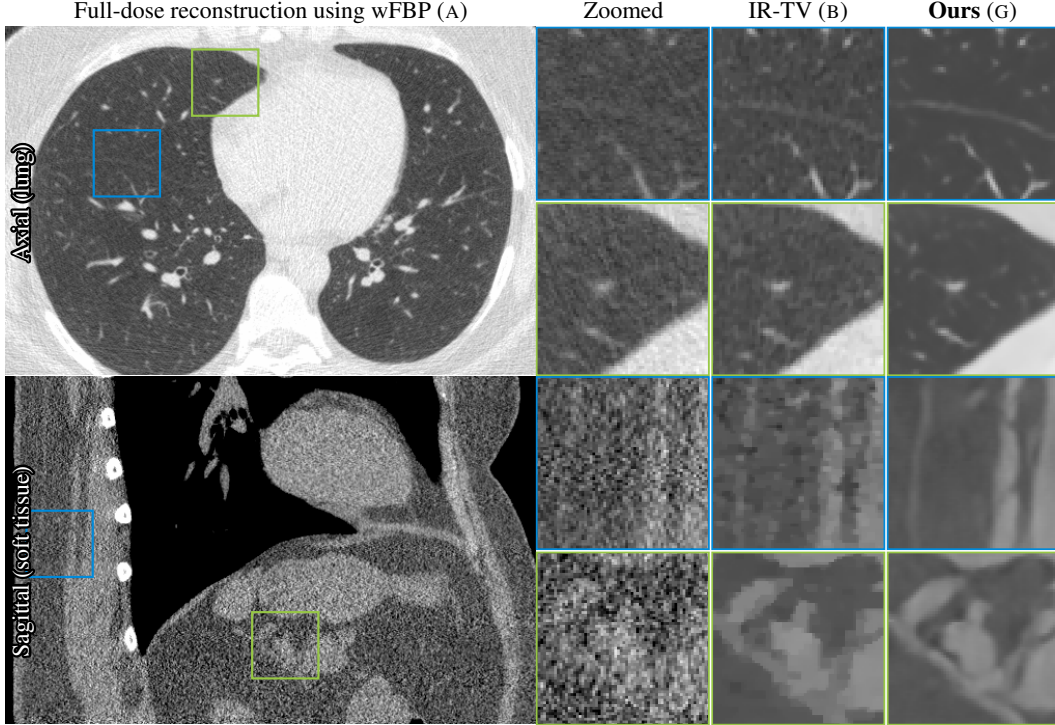 Full-dose reconstruction using wFBP (A)
Zoomed
IR-TV (B)
Ours (G)
Axial (lung)
Sagittal (soft tissue)